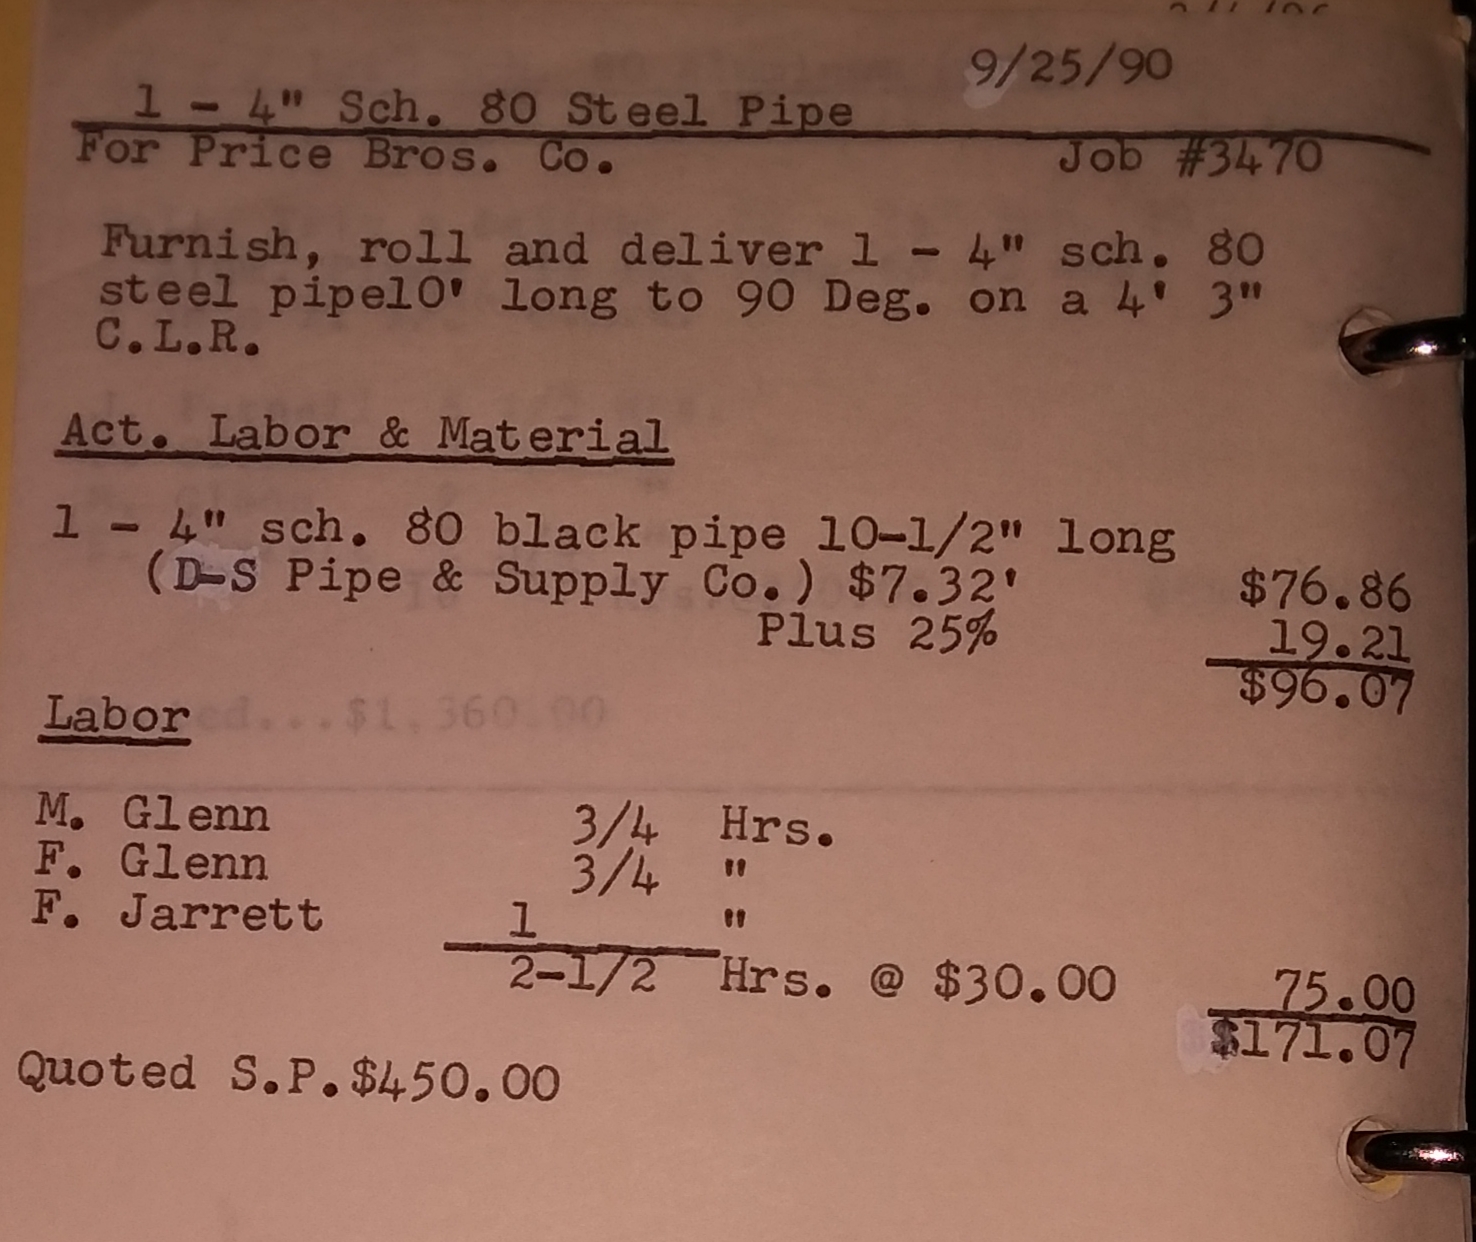 9/25/90
1 - 4" Sch. 80 Steel Pipe
For Price Bros. Co. Job #3470
Furnish, roll and deliver 1 - 4" sch. 80
steel pipe10' long to 90 Deg. on a 4' 3"
C.L.R.
Act. Labor & Material
1 - 4" sch. 80 black pipe 10-1/2" long
(D-S Pipe & Supply Co.) $7.32' $76.86
Plus 25% 19.21
$96.07
Labor
ed...$1,360.00
M. Glenn 3/4 Hrs.
F. Glenn 3/4 "
F. Jarrett 1 "
2-1/2 Hrs. @ $30.00 75.00
$171.07
Quoted S.P.$450.00